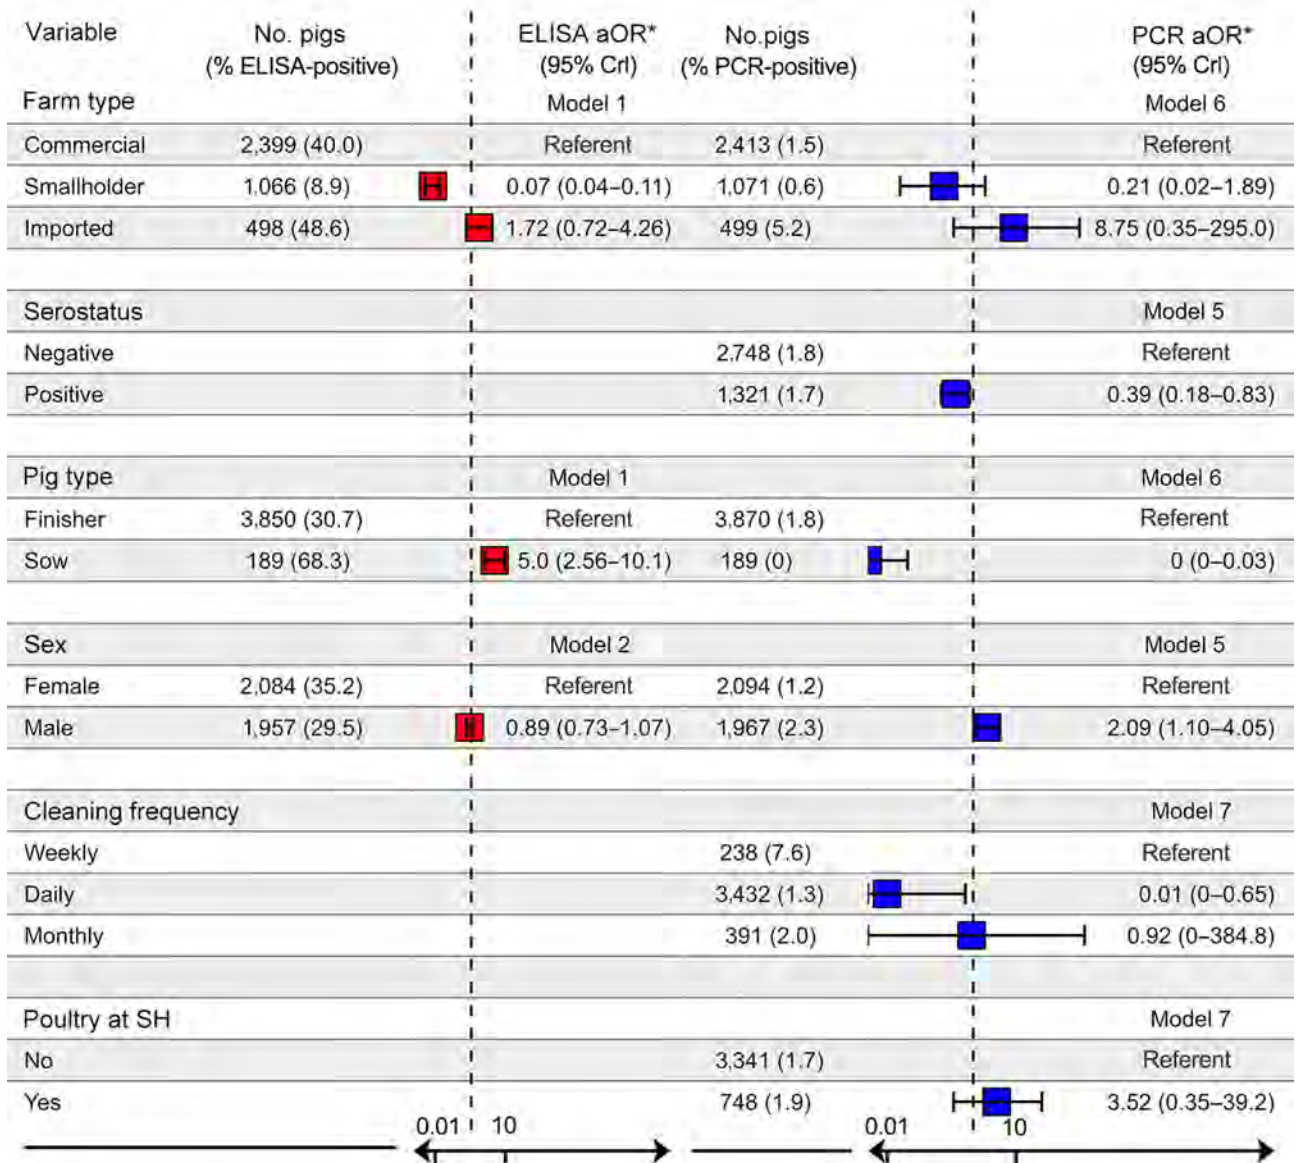 Variable No. pigs ELISA aOR* No.pigs PCR aOR*
(% ELISA-positive) (95% CrI) (% PCR-positive) (95% CrI)
Farm type Model 1 Model 6
Commercial 2,399 (40.0) Referent 2,413 (1.5) Referent
Smallholder 1,066 (8.9) 0.07 (0.04–0.11) 1,071 (0.6) 0.21 (0.02–1.89)
Imported 498 (48.6) 1.72 (0.72–4.26) 499 (5.2) 8.75 (0.35–295.0)
Serostatus Model 5
Negative 2,748 (1.8) Referent
Positive 1,321 (1.7) 0.39 (0.18–0.83)
Pig type Model 1 Model 6
Finisher 3,850 (30.7) Referent 3,870 (1.8) Referent
Sow 189 (68.3) 5.0 (2.56–10.1) 189 (0) 0 (0–0.03)
Sex Model 2 Model 5
Female 2,084 (35.2) Referent 2,094 (1.2) Referent
Male 1,957 (29.5) 0.89 (0.73–1.07) 1,967 (2.3) 2.09 (1.10–4.05)
Cleaning frequency Model 7
Weekly 238 (7.6) Referent
Daily 3,432 (1.3) 0.01 (0–0.65)
Monthly 391 (2.0) 0.92 (0–384.8)
Poultry at SH Model 7
No 3,341 (1.7) Referent
Yes 748 (1.9) 3.52 (0.35–39.2)
0.01 10 0.01 10